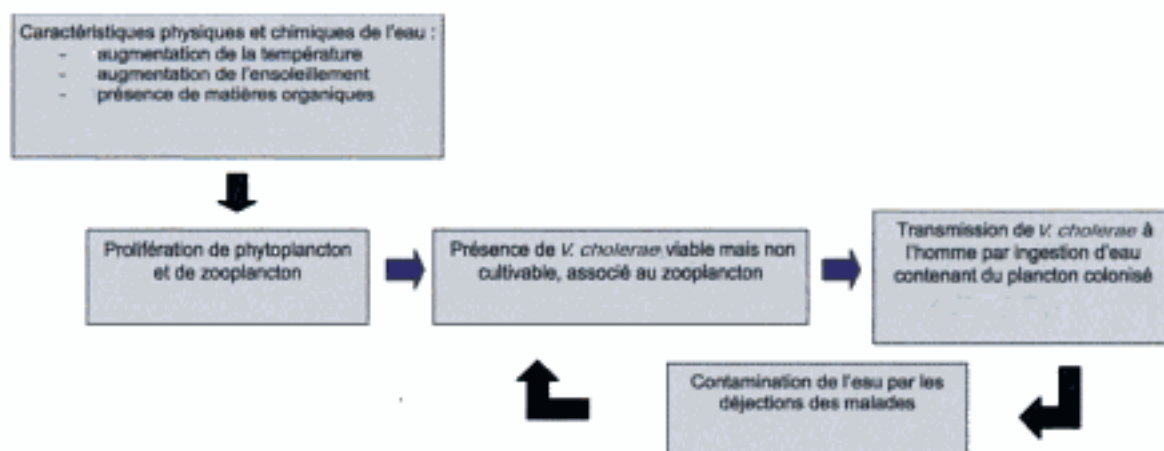 Caractéristiques physiques et chimiques de l'eau :
- augmentation de la température
- augmentation de l'ensoleillement
- présence de matières organiques
Prolifération de phytoplancton
et de zooplancton
Présence de V. cholerae viable mais non
cultivable, associé au zooplancton
Transmission de V. cholerae à
l'homme par ingestion d'eau
contenant du plancton colonisé
Contamination de l'eau par les
déjections des malades